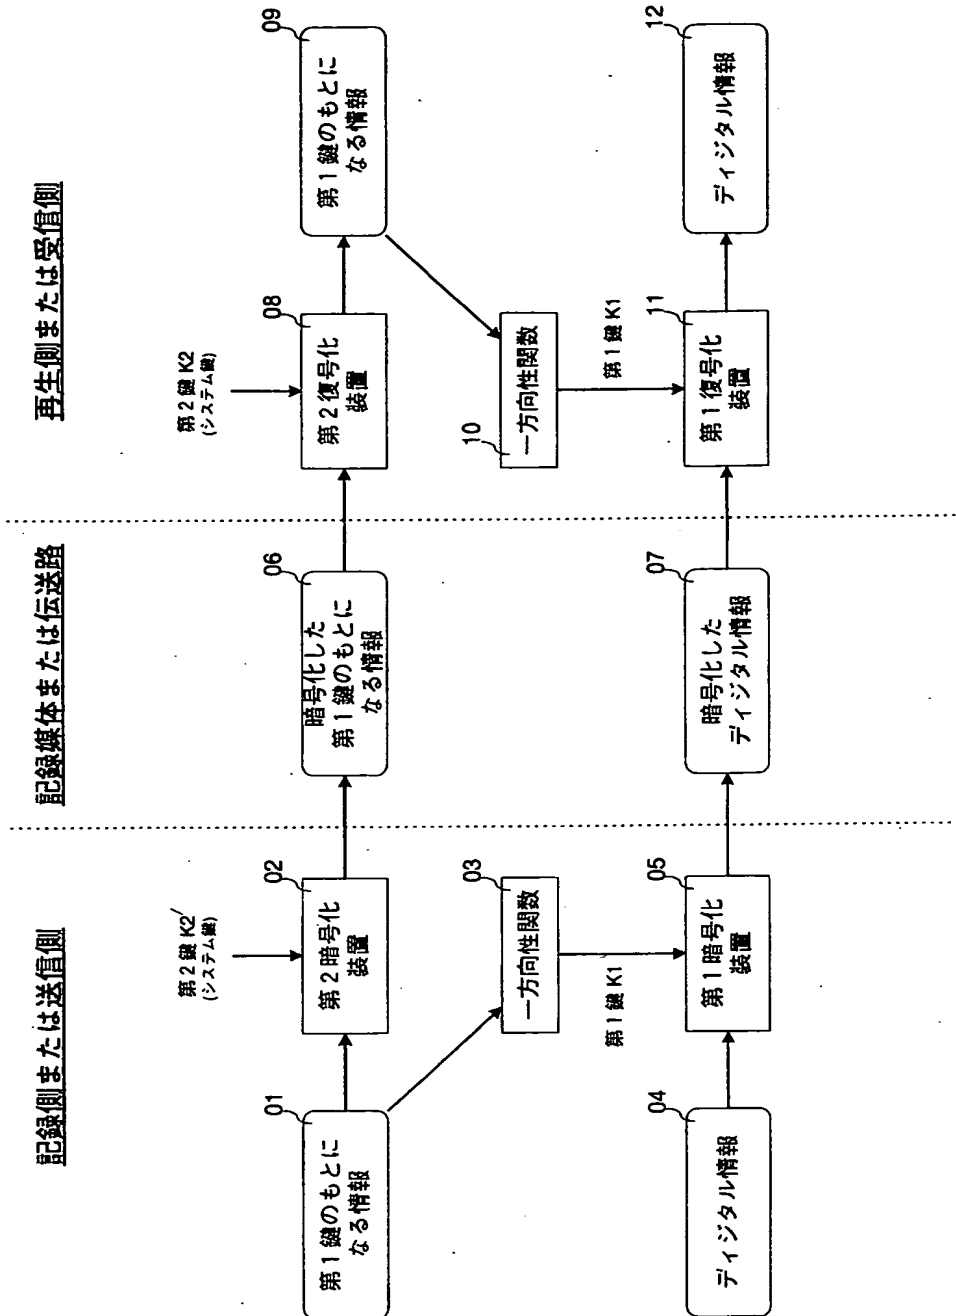 記録側または送信側
記録媒体または伝送路
再生側または受信側
第2鍵 K2′
(システム鍵)
第2鍵 K2
(システム鍵)
01
第1鍵のもとに
なる情報
02
第2暗号化
装置
06
暗号化した
第1鍵のもとに
なる情報
08
第2復号化
装置
09
第1鍵のもとに
なる情報
03
一方向性関数
10
一方向性関数
第1鍵 K1
第1鍵 K1
04
ディジタル情報
05
第1暗号化
装置
07
暗号化した
ディジタル情報
11
第1復号化
装置
12
ディジタル情報